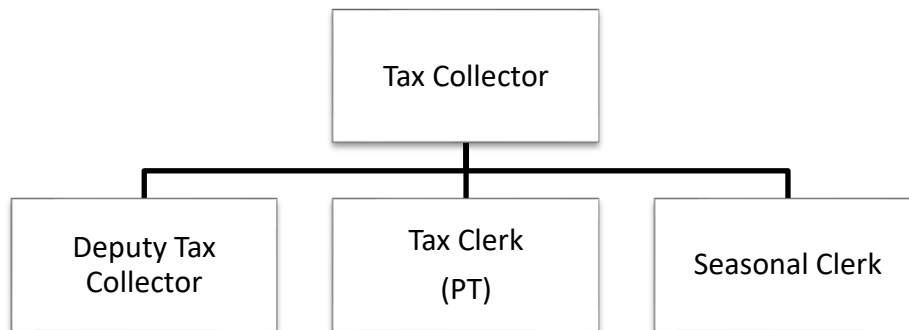 Tax Collector
Deputy Tax
Collector
Tax Clerk
(PT)
Seasonal Clerk